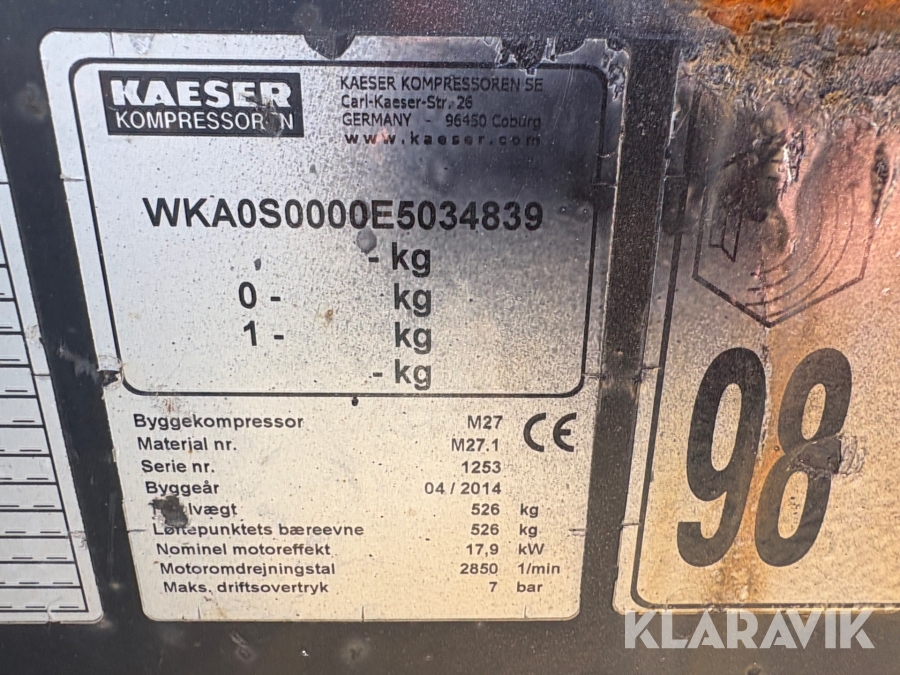 KAESER
KOMPRESSOREN
KAESER KOMPRESSOREN SE
Carl-Kaeser-Str. 26
GERMANY - 96450 Coburg
www.kaeser.com
WKA0S0000E5034839
- kg
0 - kg
1 - kg
- kg
Byggekompressor M27
Material nr. M27.1
Serie nr. 1253
Byggeår 04 / 2014
526 kg
Løftepunktets bæreevne 526 kg
Nominel motoreffekt 17,9 kW
Motoromdrejningstal 2850 1/min
Maks. driftsovertryk 7 bar
CE
98
KLARAVIK